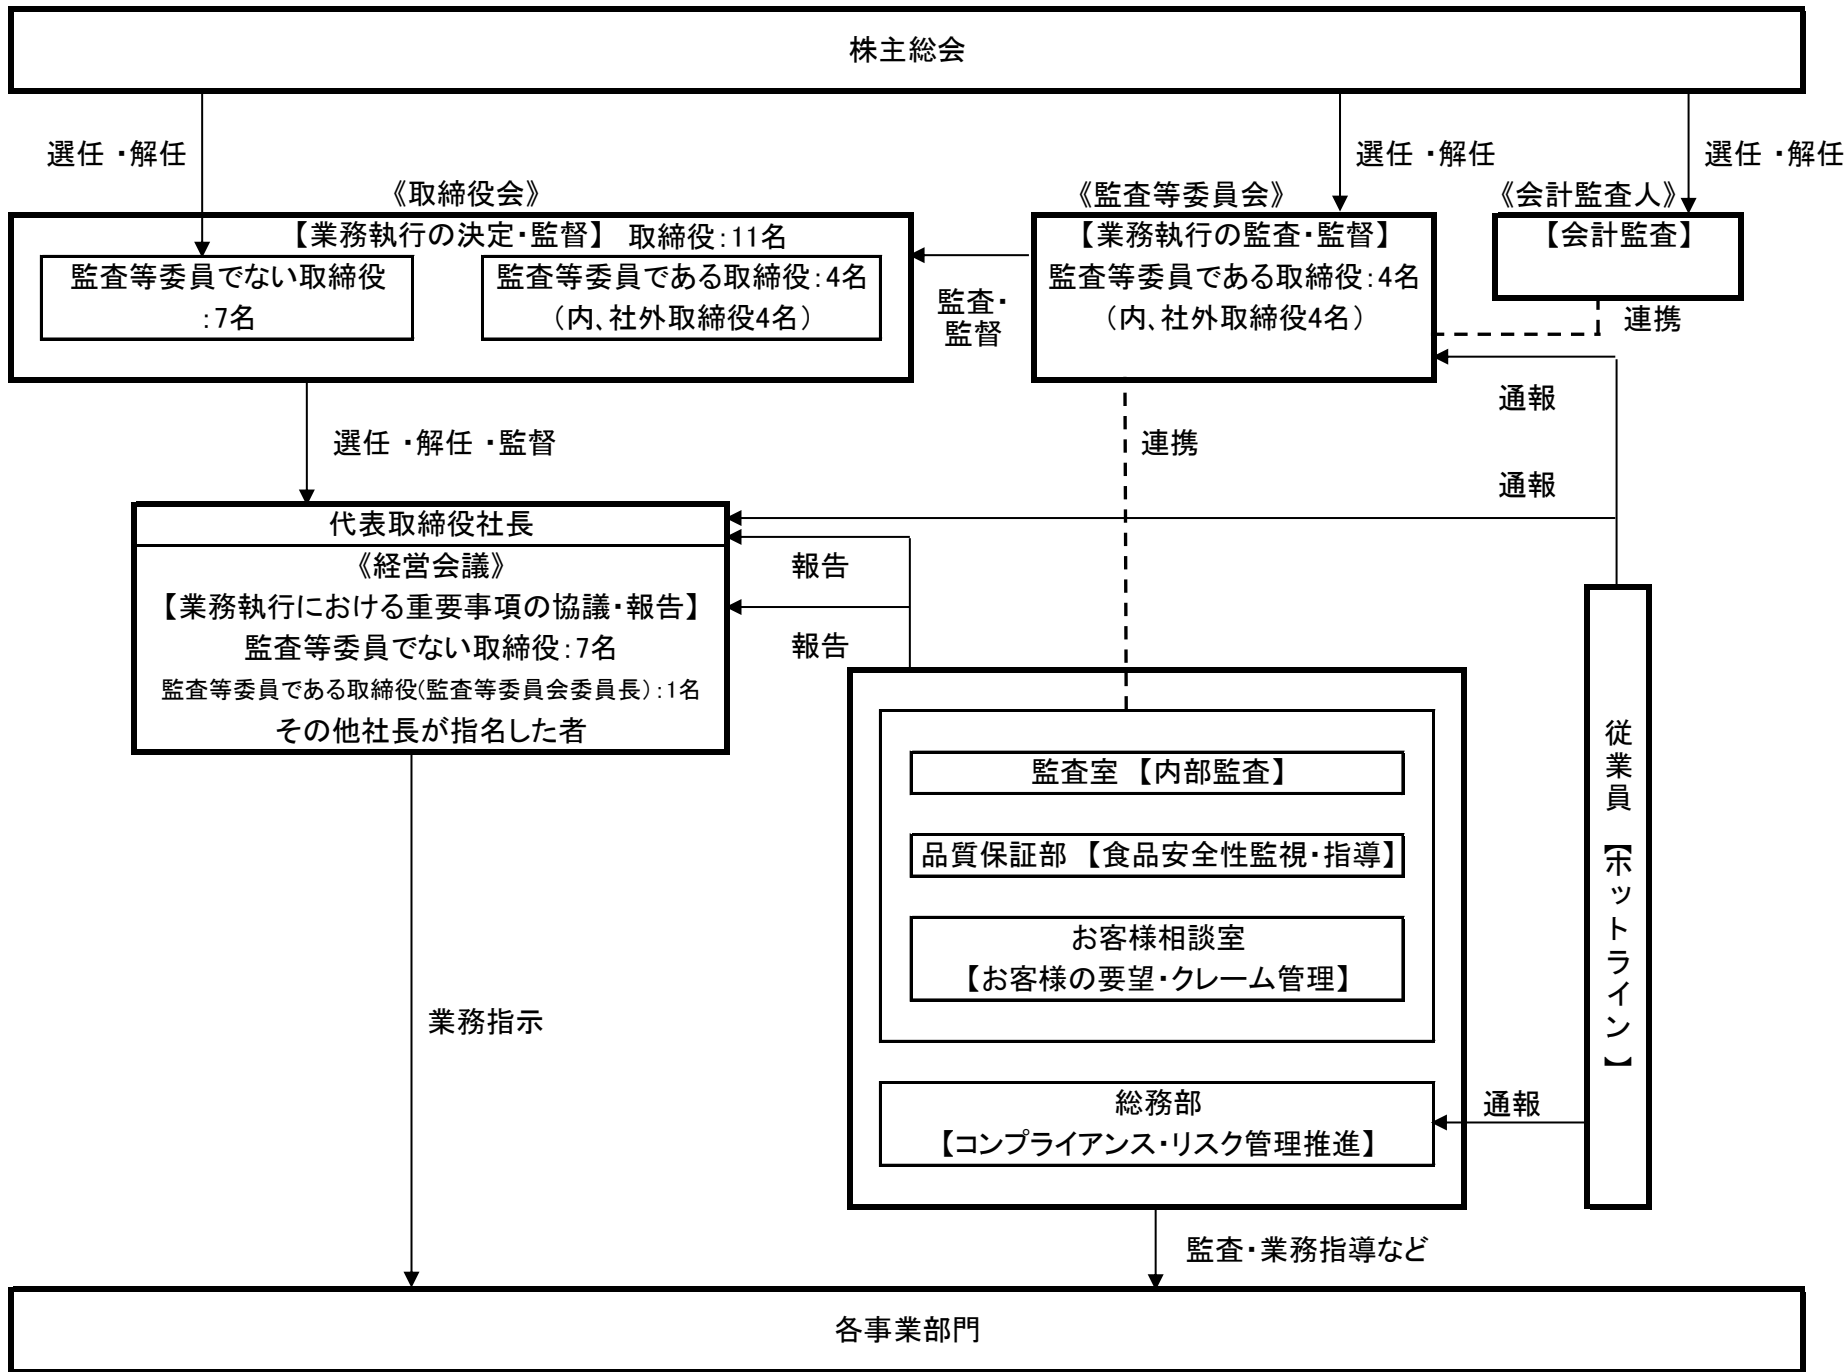 株主総会
選任・解任
選任・解任
選任・解任
《取締役会》
《監査等委員会》
《会計監査人》
【業務執行の決定・監督】 取締役：11名
監査等委員でない取締役
：7名
監査等委員である取締役：4名
（内、社外取締役4名）
監査・
監督
【業務執行の監査・監督】
監査等委員である取締役：4名
（内、社外取締役4名）
【会計監査】
連携
通報
選任・解任・監督
連携
通報
代表取締役社長
《経営会議》
【業務執行における重要事項の協議・報告】
監査等委員でない取締役：7名
監査等委員である取締役(監査等委員会委員長)：1名
その他社長が指名した者
報告
報告
監査室 【内部監査】
品質保証部 【食品安全性監視・指導】
お客様相談室
【お客様の要望・クレーム管理】
総務部
【コンプライアンス・リスク管理推進】
従業員【ホットライン】
通報
業務指示
監査・業務指導など
各事業部門